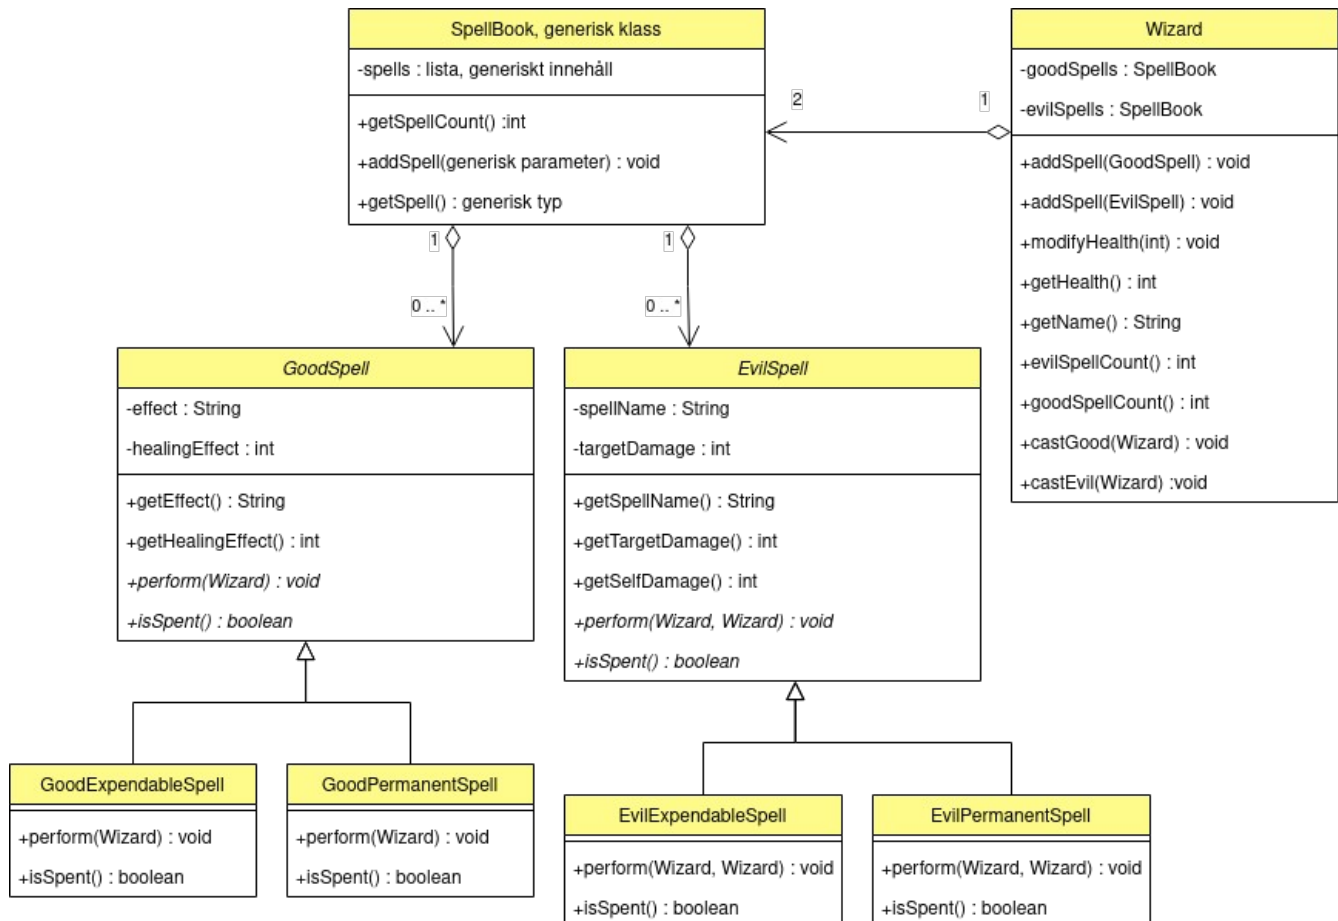 SpellBook, generisk klass
-spells : lista, generiskt innehåll
+getSpellCount() :int
+addSpell(generisk parameter) : void
+getSpell() : generisk typ
2
1
Wizard
-goodSpells : SpellBook
-evilSpells : SpellBook
+addSpell(GoodSpell) : void
+addSpell(EvilSpell) : void
+modifyHealth(int) : void
+getHealth() : int
+getName() : String
+evilSpellCount() : int
+goodSpellCount() : int
+castGood(Wizard) : void
+castEvil(Wizard) :void
1
0 .. *
1
0 .. *
GoodSpell
-effect : String
-healingEffect : int
+getEffect() : String
+getHealingEffect() : int
+perform(Wizard) : void
+isSpent() : boolean
EvilSpell
-spellName : String
-targetDamage : int
+getSpellName() : String
+getTargetDamage() : int
+getSelfDamage() : int
+perform(Wizard, Wizard) : void
+isSpent() : boolean
GoodExpendableSpell
+perform(Wizard) : void
+isSpent() : boolean
GoodPermanentSpell
+perform(Wizard) : void
+isSpent() : boolean
EvilExpendableSpell
+perform(Wizard, Wizard) : void
+isSpent() : boolean
EvilPermanentSpell
+perform(Wizard, Wizard) : void
+isSpent() : boolean